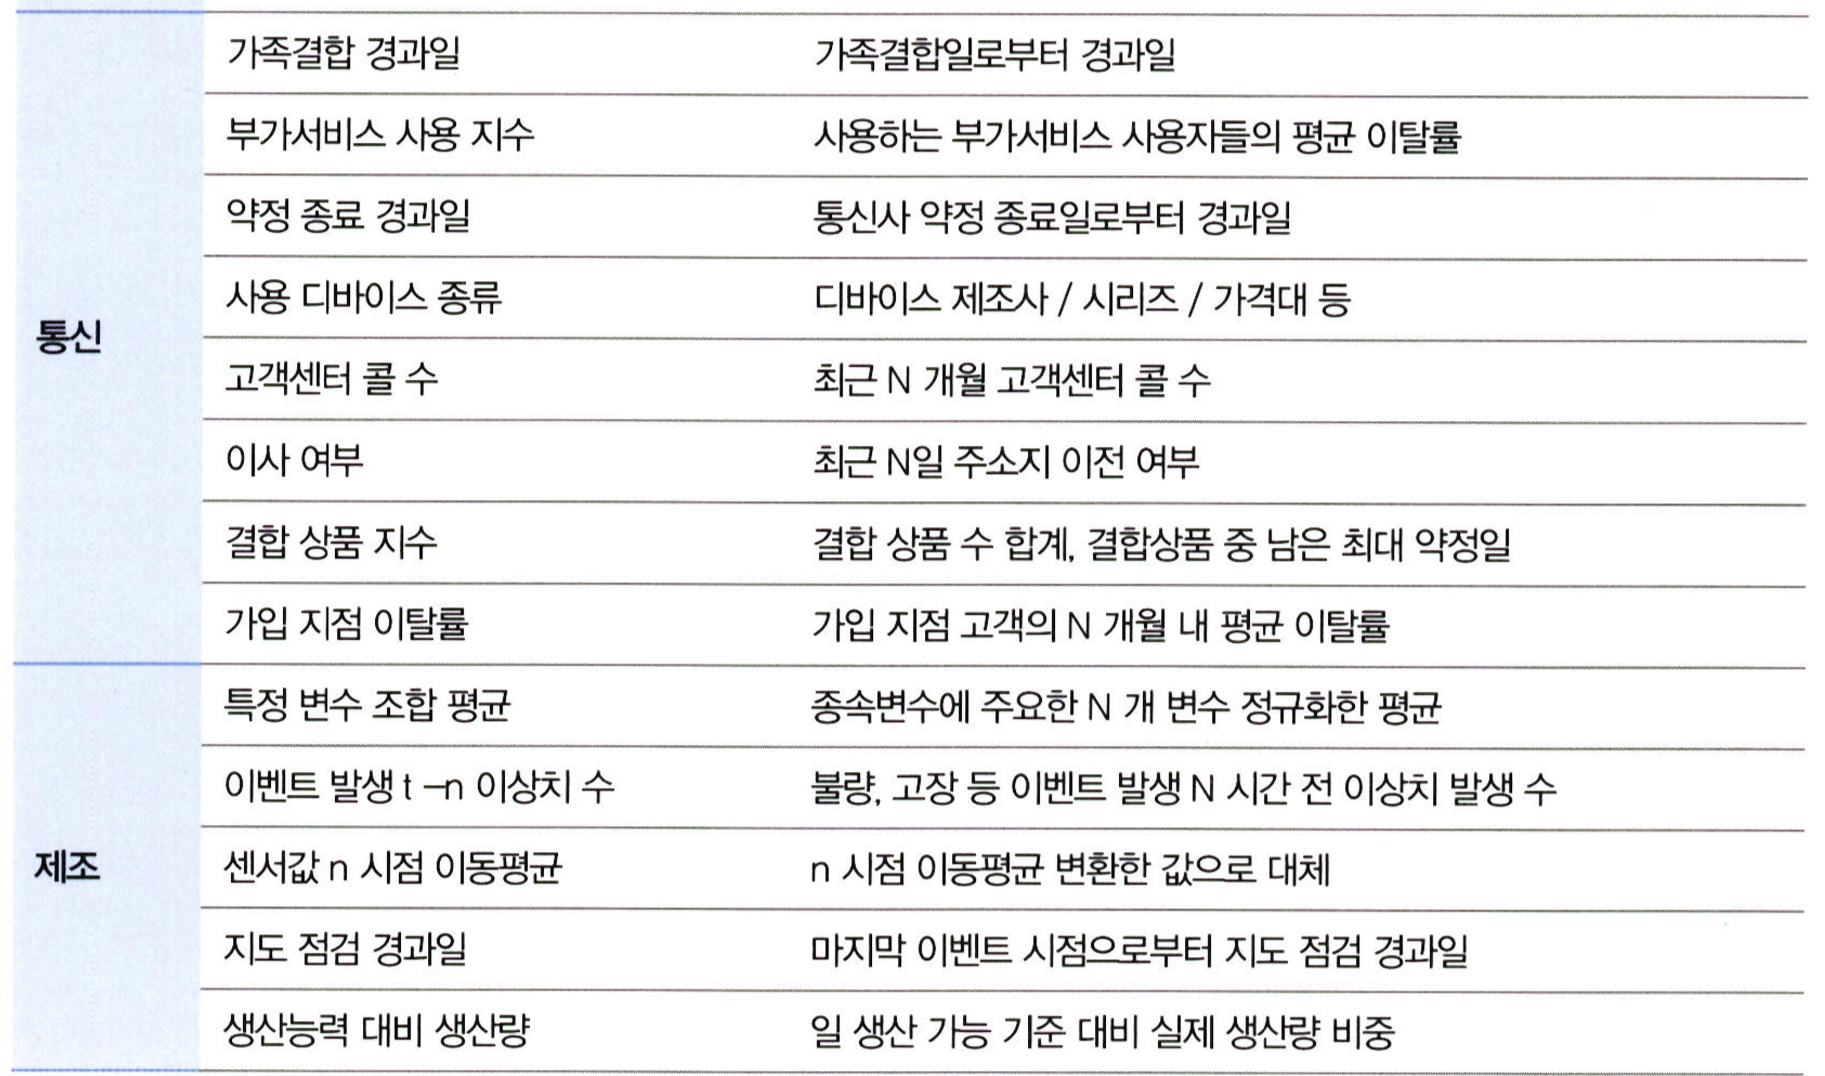 통신
가족결합 경과일 가족결합일로부터 경과일
부가서비스 사용 지수 사용하는 부가서비스 사용자들의 평균 이탈률
약정 종료 경과일 통신사 약정 종료일로부터 경과일
사용 디바이스 종류 디바이스 제조사 / 시리즈 / 가격대 등
고객센터 콜 수 최근 N 개월 고객센터 콜 수
이사 여부 최근 N일 주소지 이전 여부
결합 상품 지수 결합 상품 수 합계, 결합상품 중 남은 최대 약정일
가입 지점 이탈률 가입 지점 고객의 N 개월 내 평균 이탈률
제조
특정 변수 조합 평균 종속변수에 주요한 N 개 변수 정규화한 평균
이벤트 발생 t –n 이상치 수 불량, 고장 등 이벤트 발생 N 시간 전 이상치 발생 수
센서값 n 시점 이동평균 n 시점 이동평균 변환한 값으로 대체
지도 점검 경과일 마지막 이벤트 시점으로부터 지도 점검 경과일
생산능력 대비 생산량 일 생산 가능 기준 대비 실제 생산량 비중